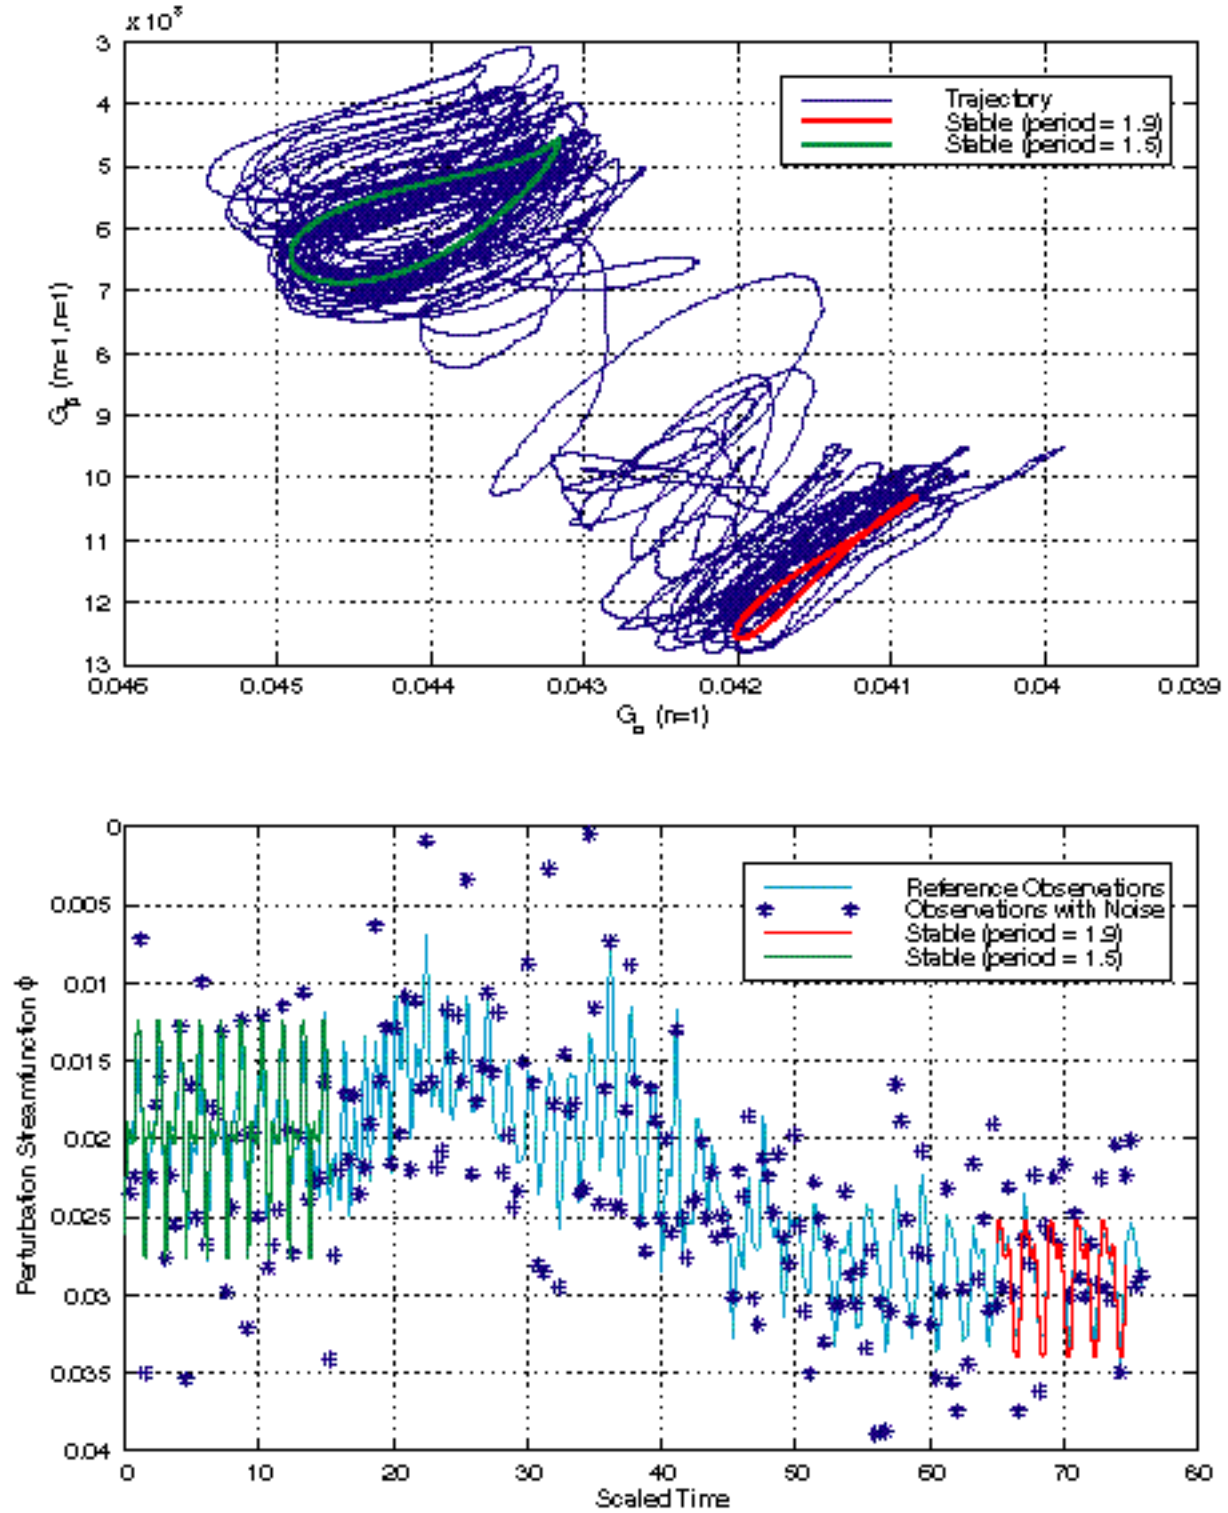 x 10³
3
4
5
6
7
8
9
10
11
12
13
G_β (m=1,n=1)
Trajectory
Stable (period = 1.9)
Stable (period = 1.5)
0.046 0.045 0.044 0.043 0.042 0.041 0.04 0.039
(n=1)
0
0.005
0.01
0.015
0.02
0.025
0.03
0.035
0.04
Perturbation Streamfunction ϕ
Reference Observations
Observations with Noise
Stable (period = 1.9)
Stable (period = 1.5)
0 10 20 30 40 50 60 70 80
Scaled Time